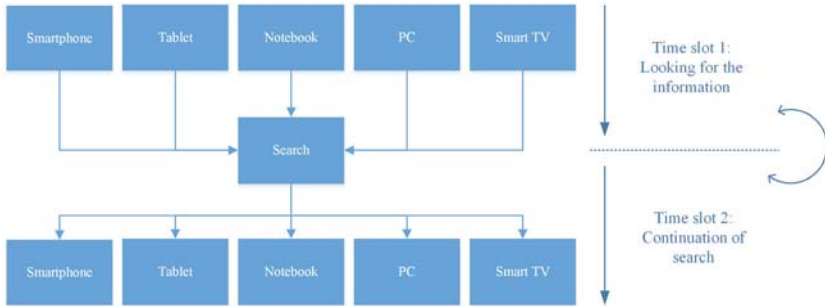 Smartphone
Tablet
Notebook
PC
Smart TV
Time slot 1:
Looking for the
information
Search
Time slot 2:
Continuation of
search
Smartphone
Tablet
Notebook
PC
Smart TV